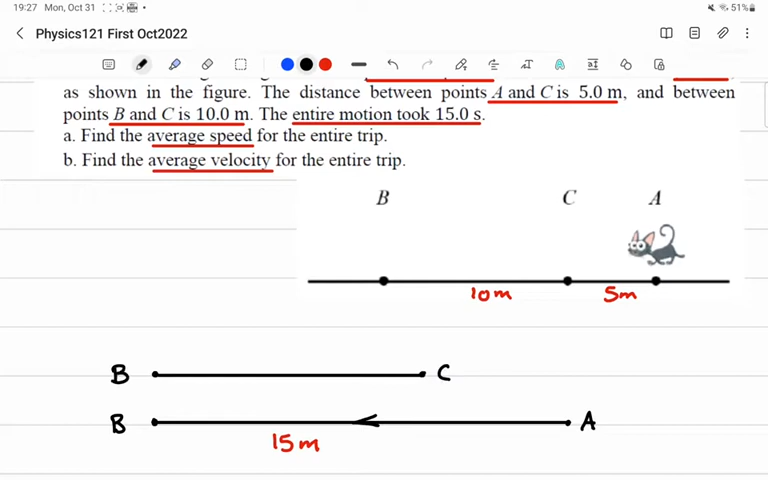 19:27 Mon, Oct 31
51%
Physics121 First Oct2022
as shown in the figure. The distance between points A and C is 5.0 m, and between
points B and C is 10.0 m. The entire motion took 15.0 s.
a. Find the average speed for the entire trip.
b. Find the average velocity for the entire trip.
B C A
10m 5m
B C
B A
15m